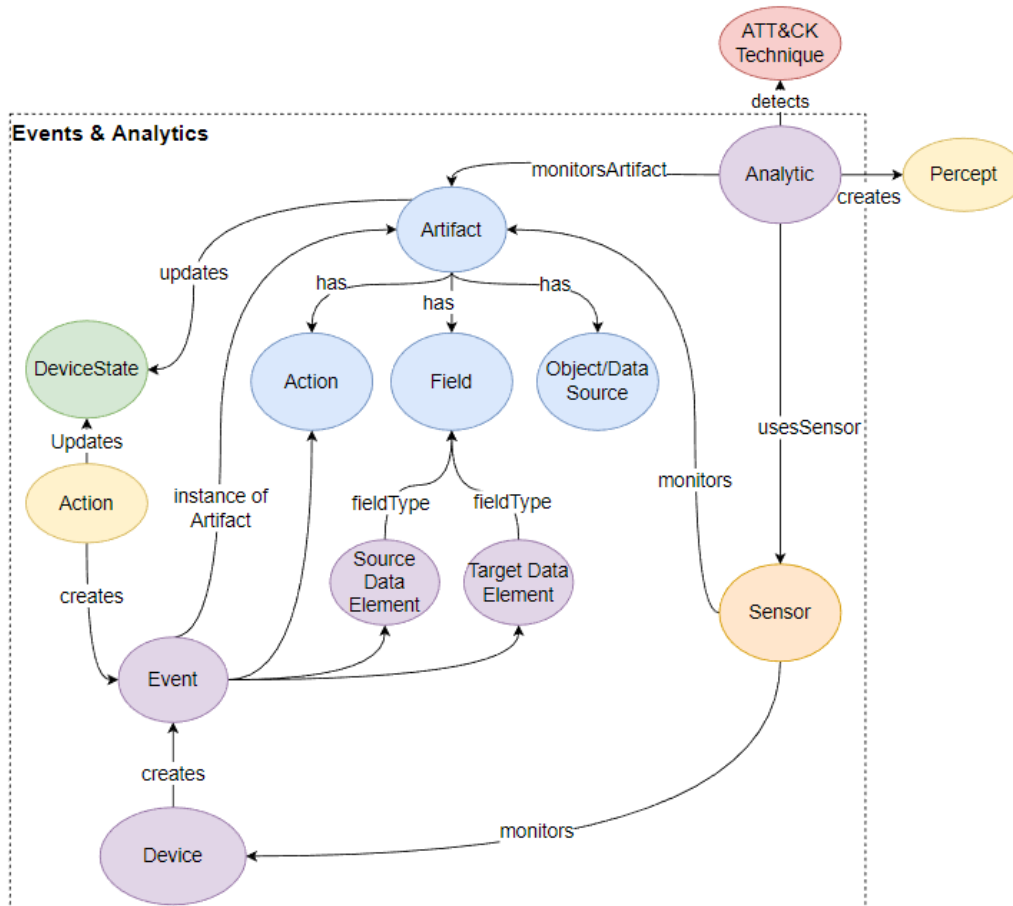 ATT&CK
Technique
detects
Events & Analytics
monitorsArtifact
Analytic
Percept
creates
Artifact
updates
has
has
has
DeviceState
Action
Field
Object/Data
Source
Updates
usesSensor
monitors
Action
instance of
Artifact
fieldType
fieldType
Source
Data
Element
Target Data
Element
creates
Sensor
Event
creates
monitors
Device